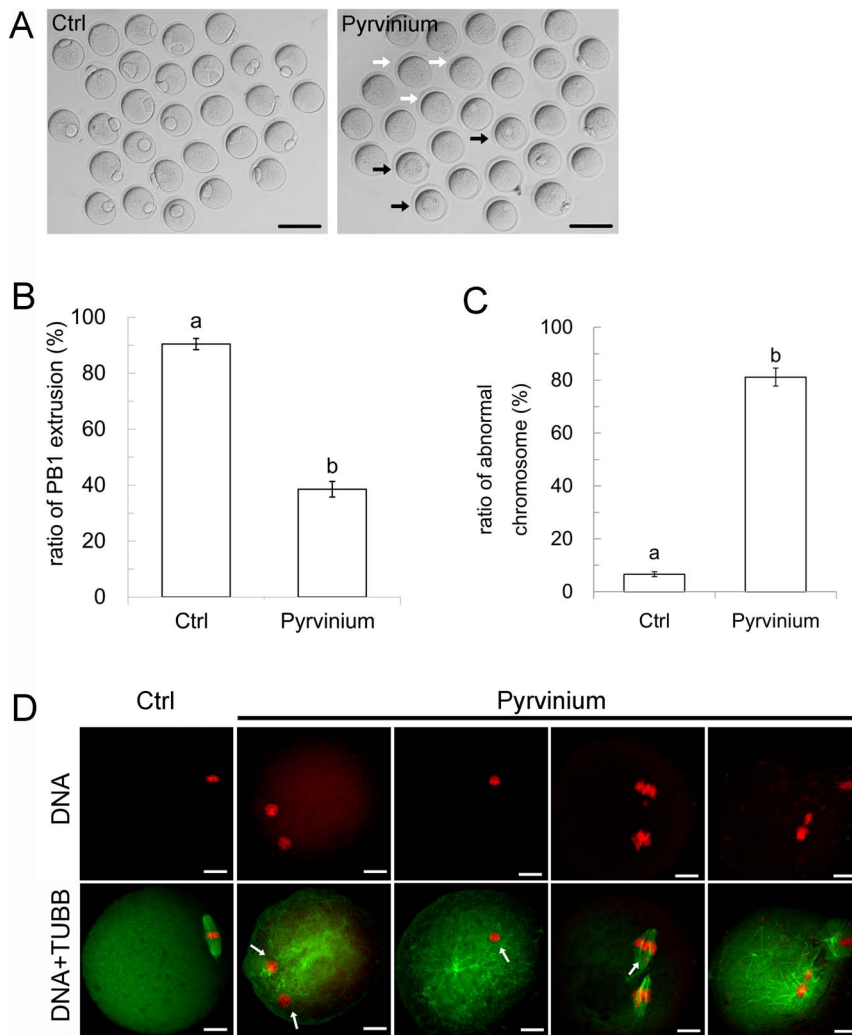 A
Ctrl
Pyrvinium
B
ratio of PB1 extrusion (%)
100
80
60
40
20
0
a
b
Ctrl
Pyrvinium
C
ratio of abnormal
chromosome (%)
100
80
60
40
20
0
a
b
Ctrl
Pyrvinium
D
Ctrl
Pyrvinium
DNA
DNA+TUBB